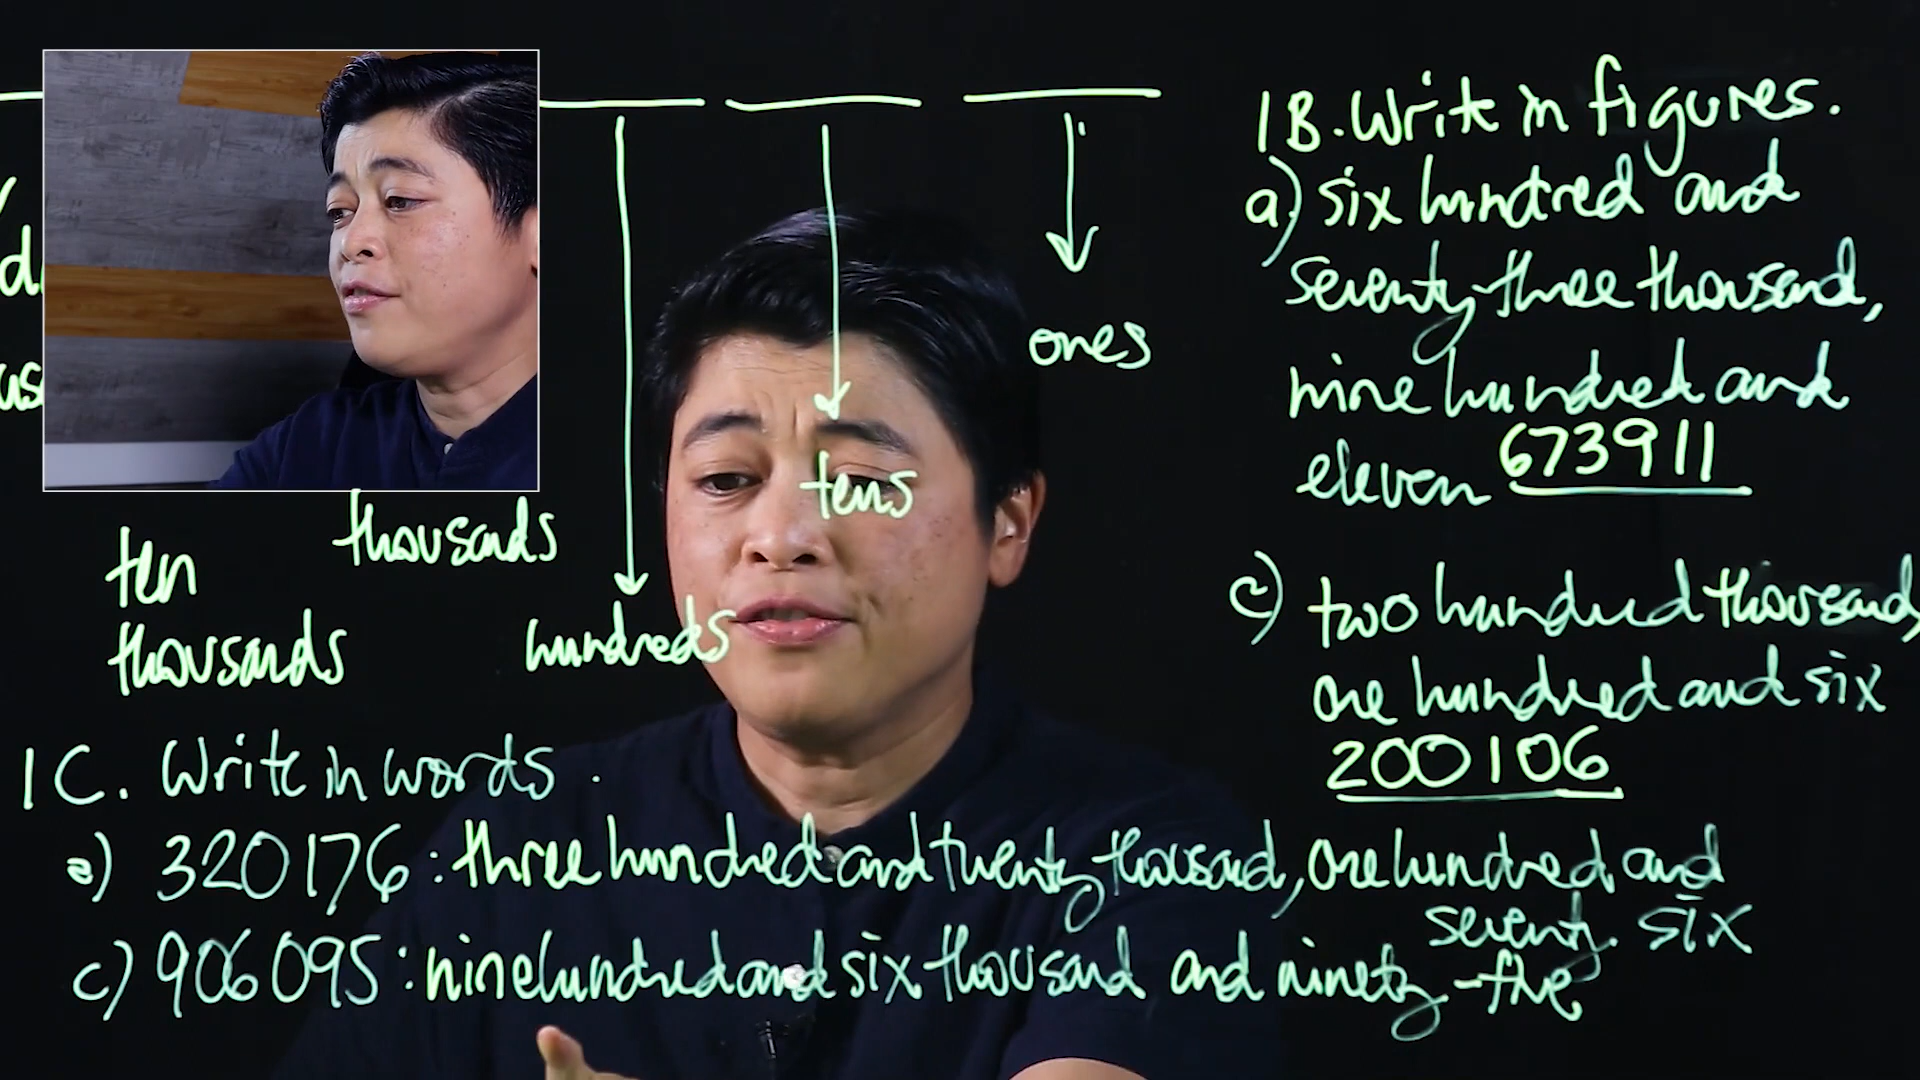 ones
tens
thousands
ten
thousands
hundreds
1B. Write in figures.
a) six hundred and
seventy-three thousand,
nine hundred and
eleven 673911
c) two hundred thousand,
one hundred and six
200106
1C. Write in words.
a) 320176: three hundred and twenty thousand, one hundred and
seventy six
c) 906095: nine hundred and six thousand and ninety-five